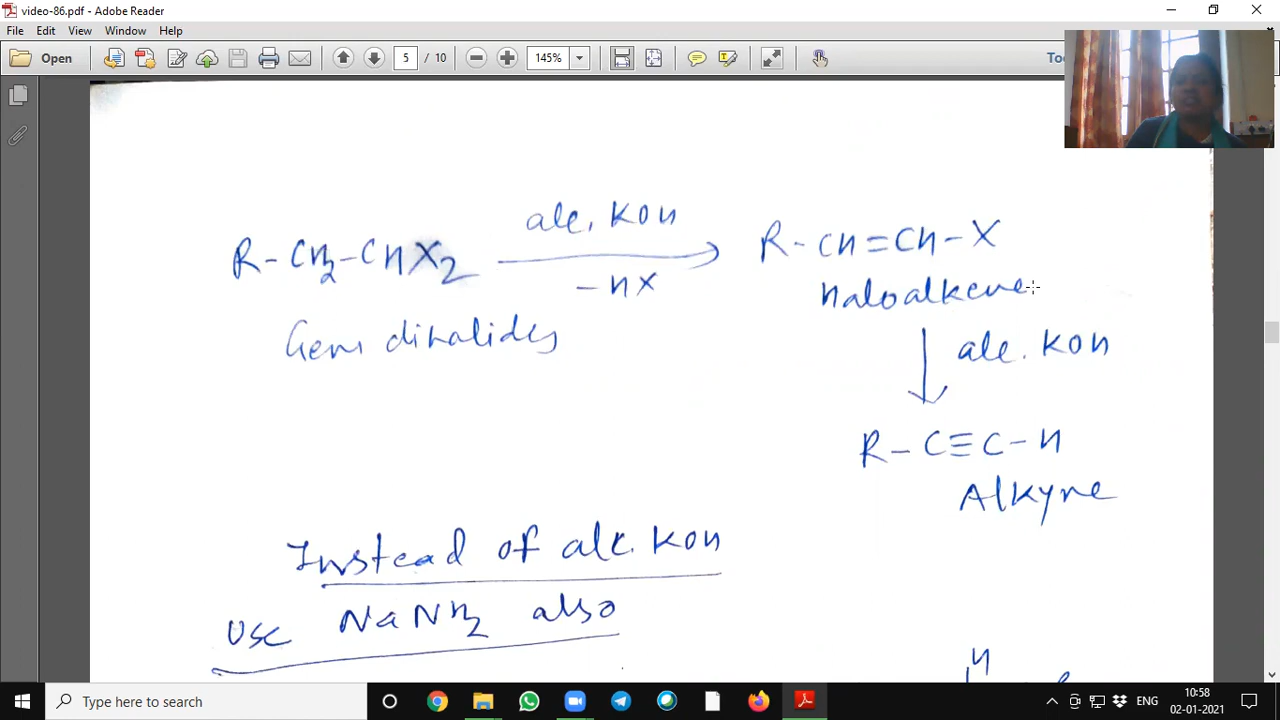 video-86.pdf - Adobe Reader
File Edit View Window Help
Open 5 / 10 145% Too
R-CH2-CHX2 alc. KOH -HX R-CH=CH-X
Gem dihalides
Haloalkene
alc. KOH
R-C≡C-H
Alkyne
Instead of alc. KOH
Use NaNH2 also
H
Type here to search
ENG
10:58
02-01-2021